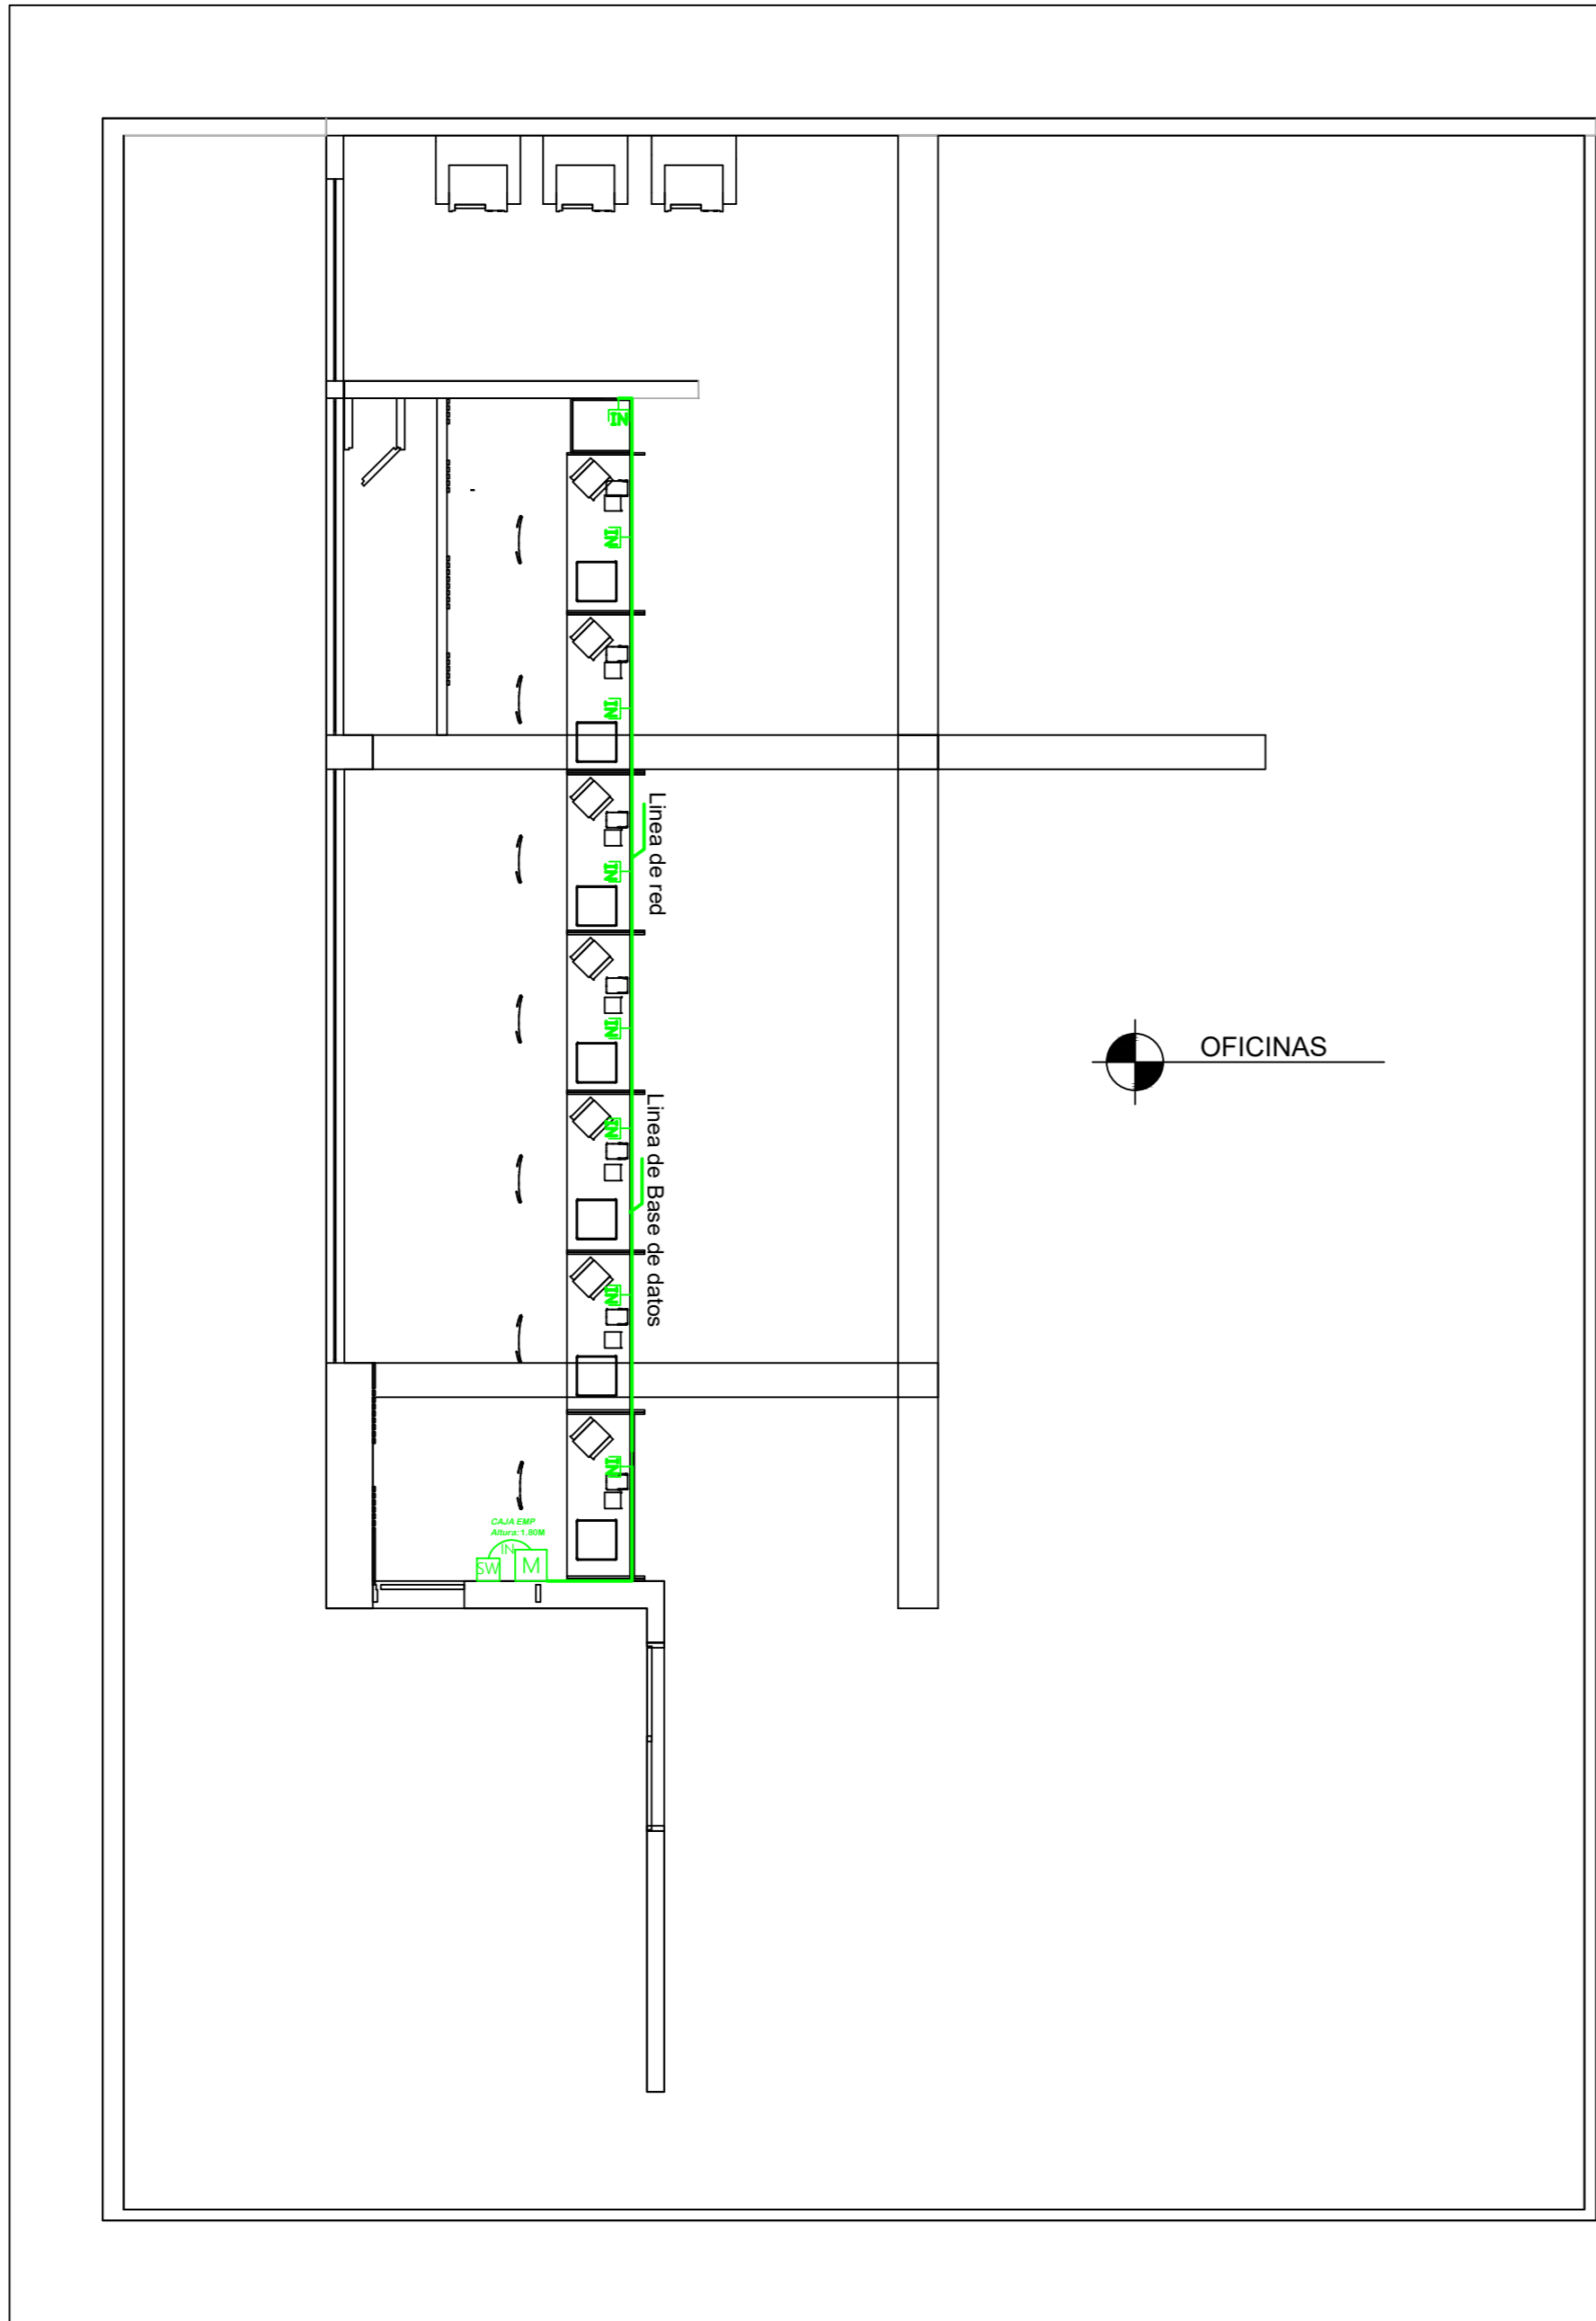 IN
IN
IN
Linea de red
IN
IN
OFICINAS
Linea de Base de datos
IN
IN
IN
CAJA EMP
Altura:1.80M
IN
SW
M